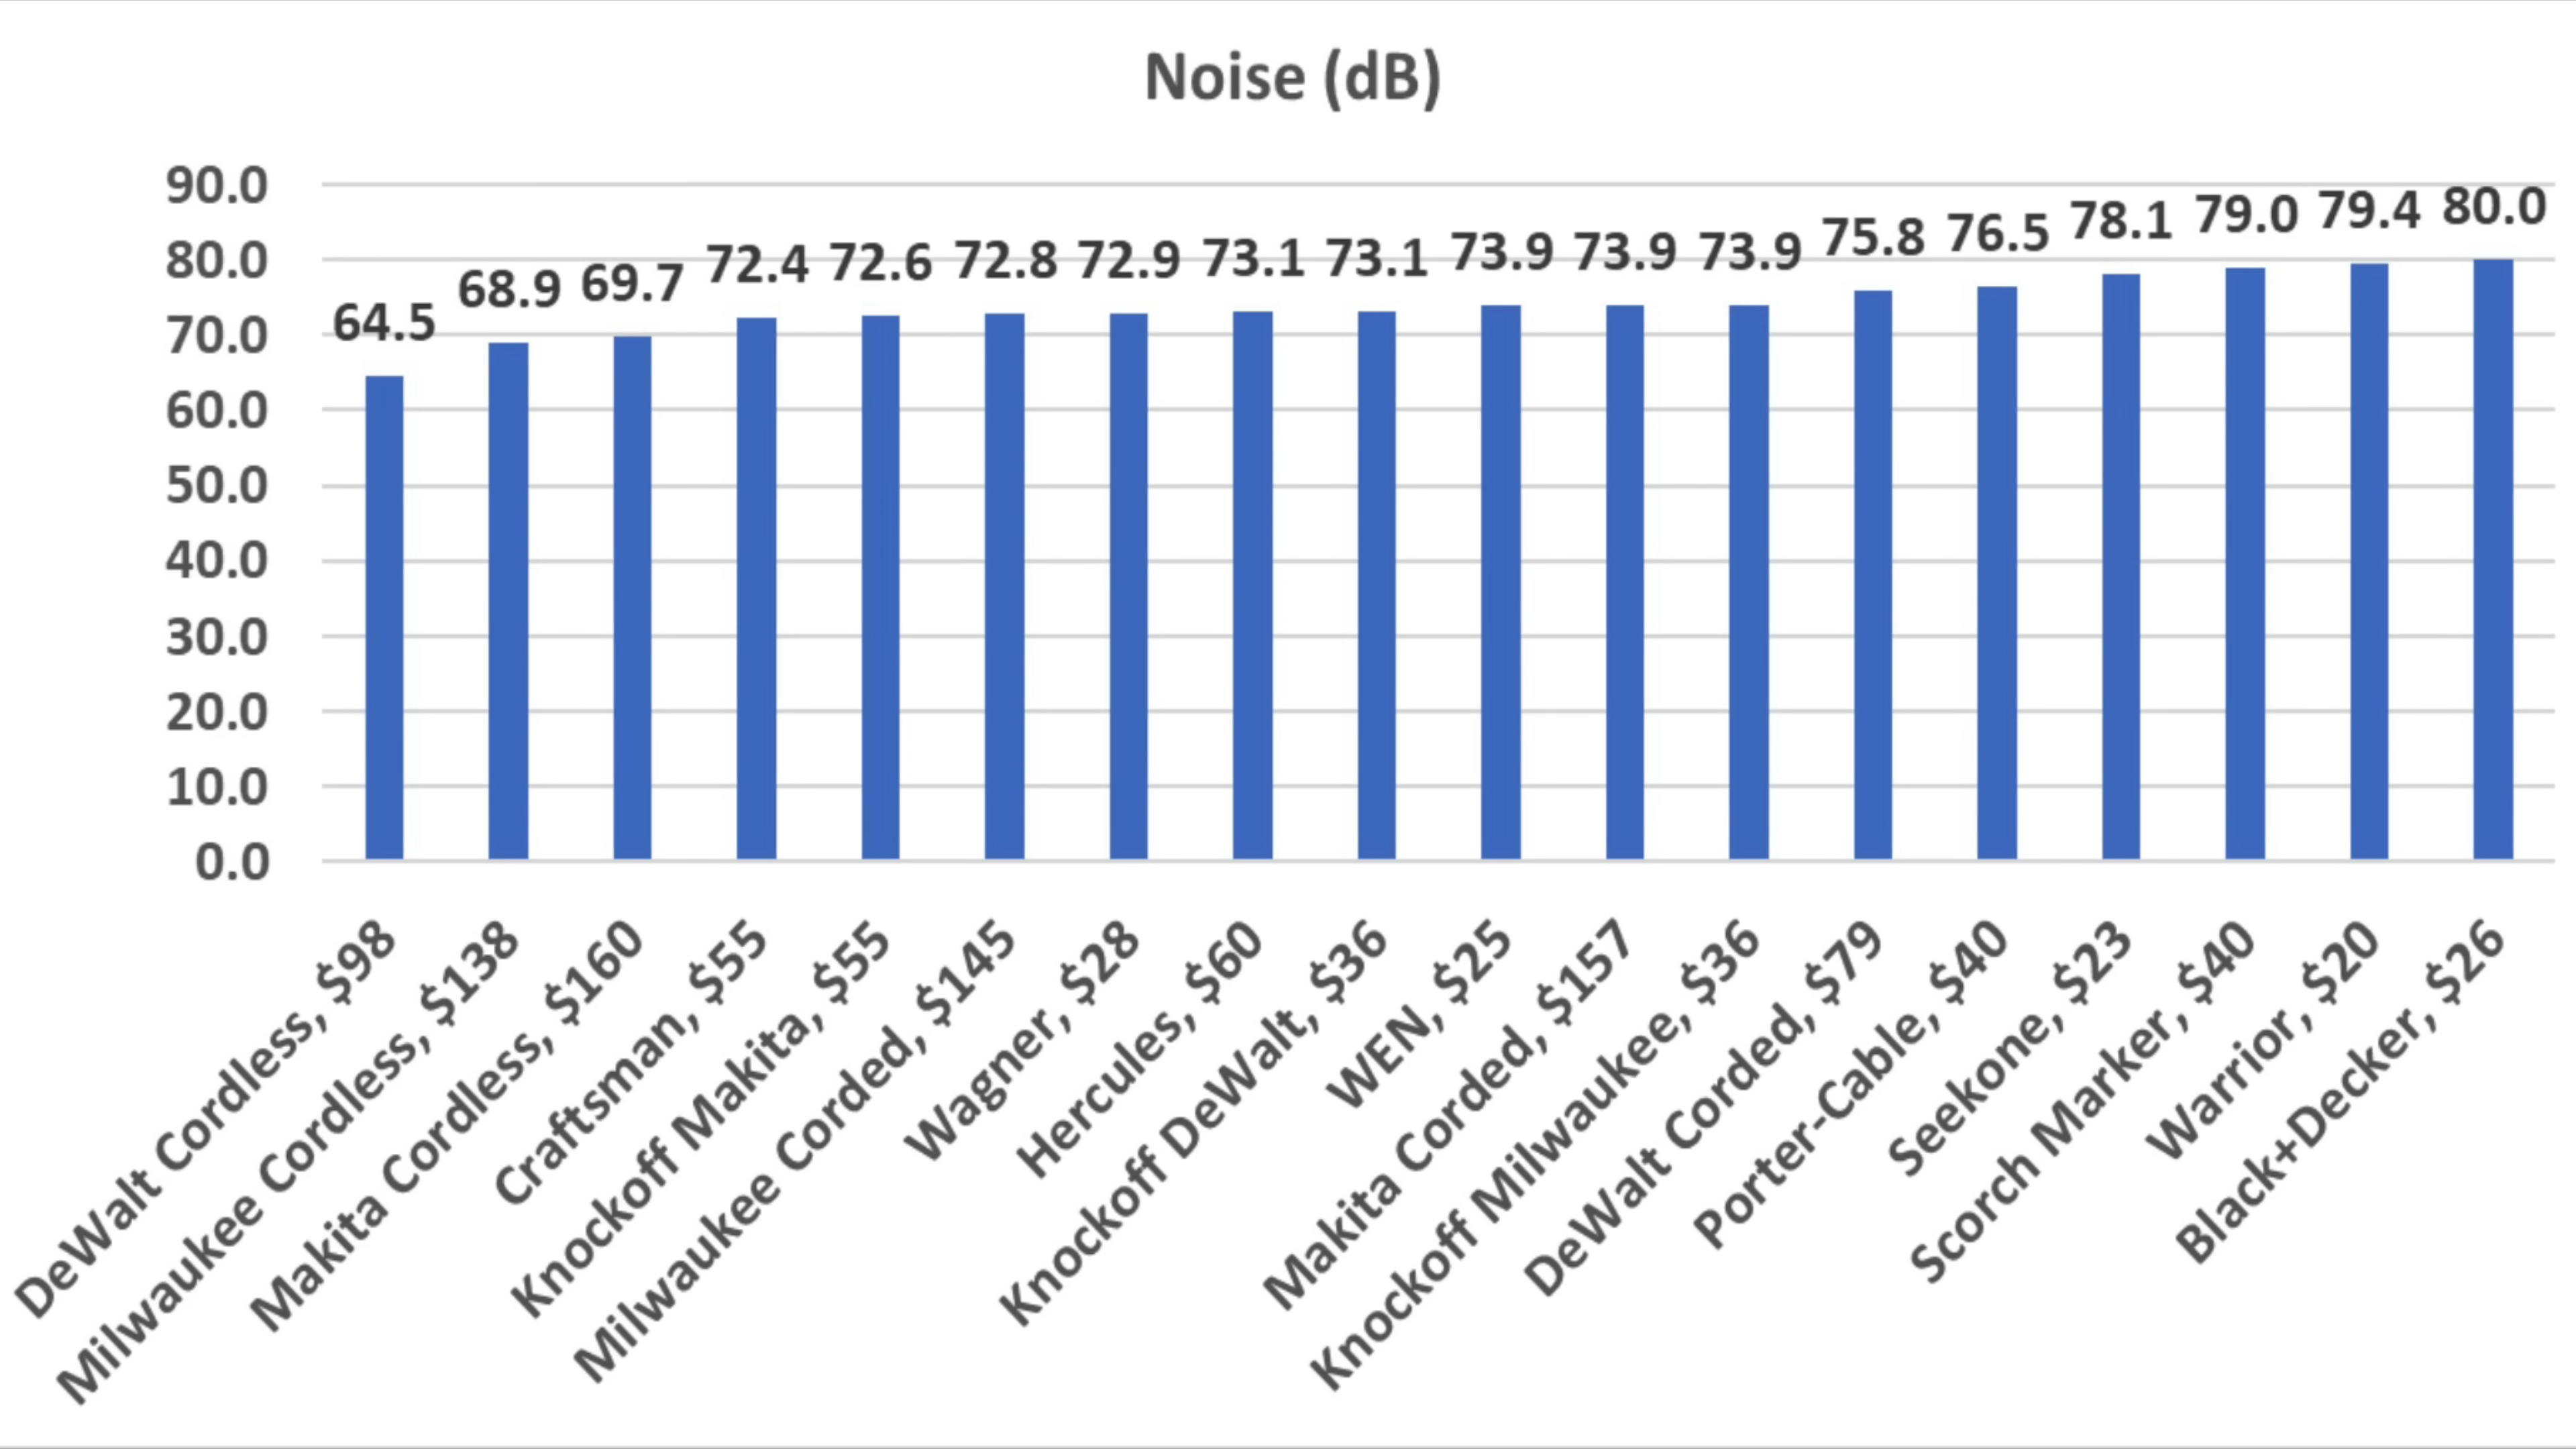 Noise (dB)
90.0
80.0
70.0
60.0
50.0
40.0
30.0
20.0
10.0
0.0
64.5
68.9
69.7
72.4
72.6
72.8
72.9
73.1
73.1
73.9
73.9
73.9
75.8
76.5
78.1
79.0
79.4
80.0
DeWalt Cordless, $98
Milwaukee Cordless, $138
Makita Cordless, $160
Craftsman, $55
Knockoff Makita, $55
Milwaukee Corded, $145
Wagner, $28
Hercules, $60
Knockoff DeWalt, $36
WEN, $25
Makita Corded, $157
Knockoff Milwaukee, $36
DeWalt Corded, $79
Porter-Cable, $40
Seekone, $23
Scorch Marker, $40
Warrior, $20
Black+Decker, $26